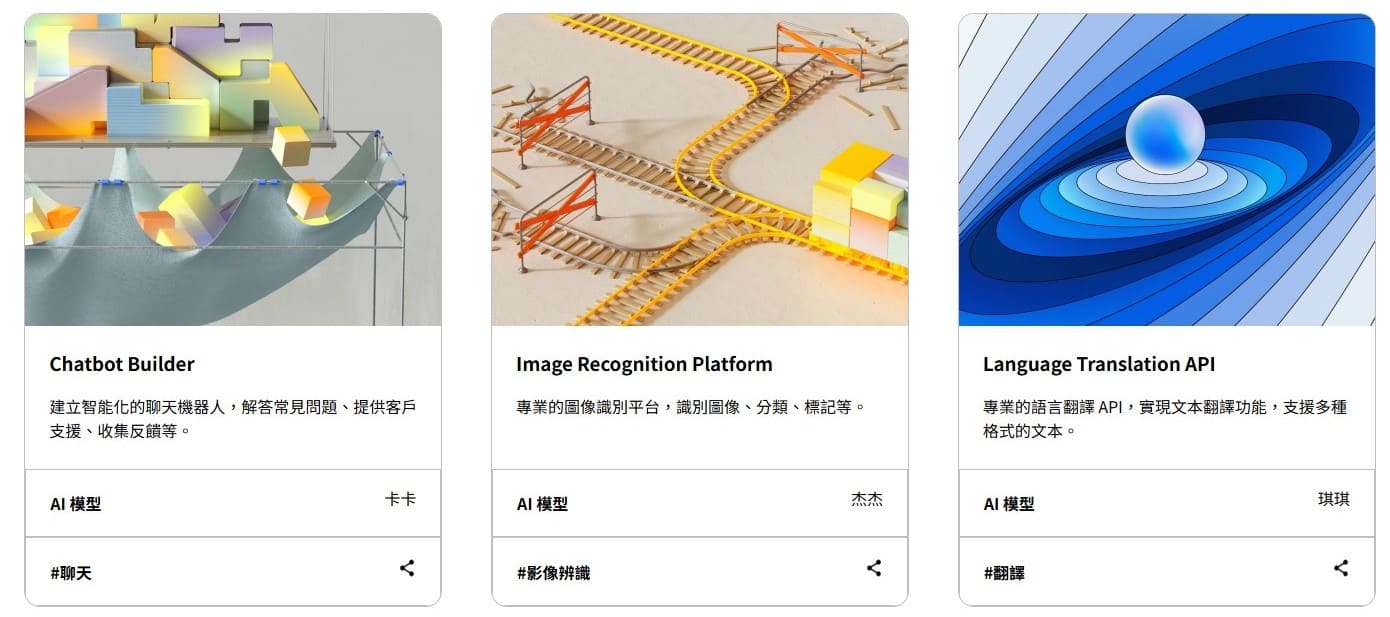 Chatbot Builder
建立智能化的聊天機器人，解答常見問題、提供客戶
支援、收集反饋等。
AI 模型
卡卡
#聊天
Image Recognition Platform
專業的圖像識別平台，識別圖像、分類、標記等。
AI 模型
杰杰
#影像辨識
Language Translation API
專業的語言翻譯 API，實現文本翻譯功能，支援多種
格式的文本。
AI 模型
琪琪
#翻譯